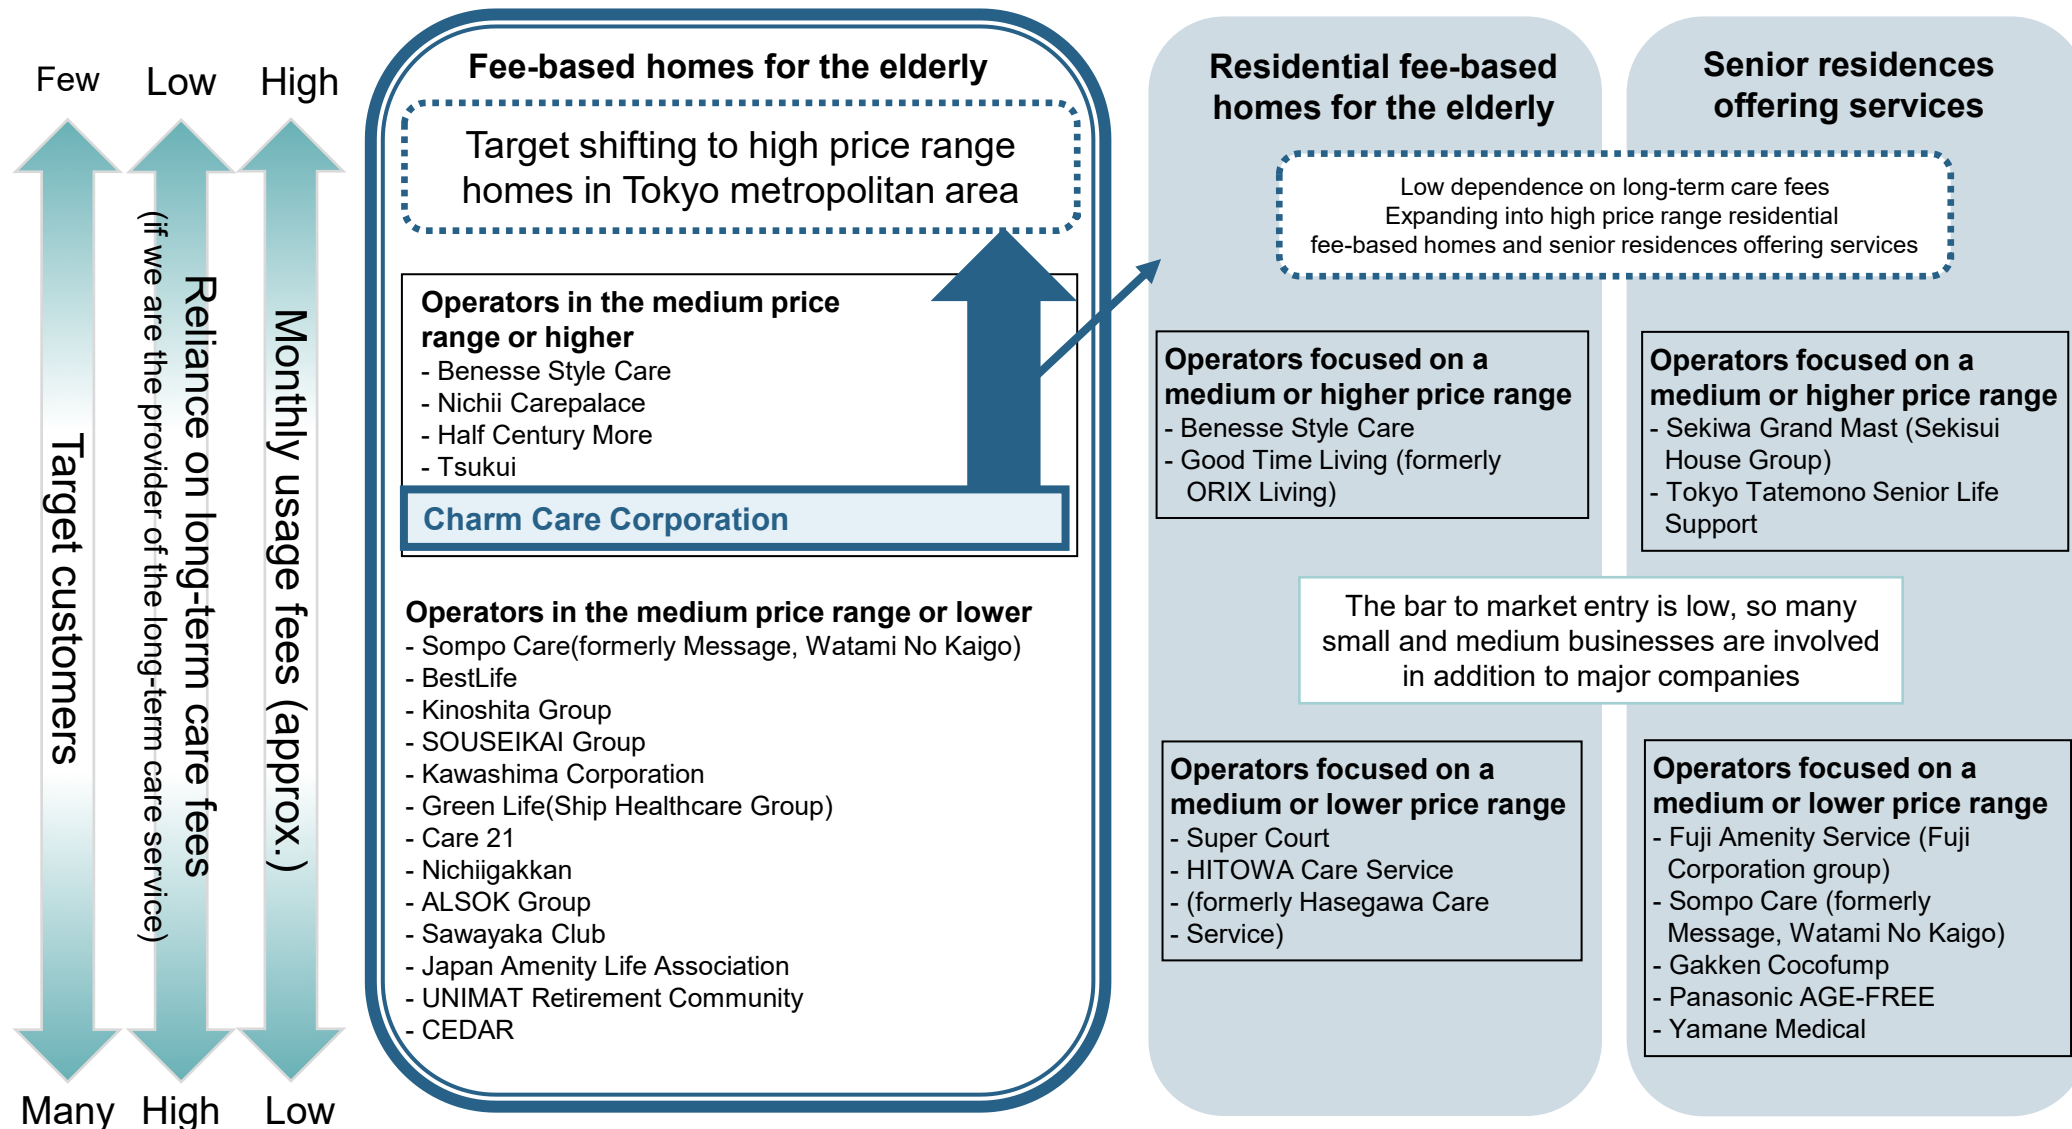 Few
Low
High
Target customers
Reliance on long-term care fees
(if we are the provider of the long-term care service)
Monthly usage fees (approx.)
Many
High
Low
Fee-based homes for the elderly
Target shifting to high price range
homes in Tokyo metropolitan area
Operators in the medium price
range or higher
- Benesse Style Care
- Nichii Carepalace
- Half Century More
- Tsukui
Charm Care Corporation
Operators in the medium price range or lower
- Sompo Care(formerly Message, Watami No Kaigo)
- BestLife
- Kinoshita Group
- SOUSEIKAI Group
- Kawashima Corporation
- Green Life(Ship Healthcare Group)
- Care 21
- Nichiigakkan
- ALSOK Group
- Sawayaka Club
- Japan Amenity Life Association
- UNIMAT Retirement Community
- CEDAR
Residential fee-based
homes for the elderly
Senior residences
offering services
Low dependence on long-term care fees
Expanding into high price range residential
fee-based homes and senior residences offering services
Operators focused on a
medium or higher price range
- Benesse Style Care
- Good Time Living (formerly
ORIX Living)
Operators focused on a
medium or higher price range
- Sekiwa Grand Mast (Sekisui
House Group)
- Tokyo Tatemono Senior Life
Support
The bar to market entry is low, so many
small and medium businesses are involved
in addition to major companies
Operators focused on a
medium or lower price range
- Super Court
- HITOWA Care Service
- (formerly Hasegawa Care
- Service)
Operators focused on a
medium or lower price range
- Fuji Amenity Service (Fuji
Corporation group)
- Sompo Care (formerly
Message, Watami No Kaigo)
- Gakken Cocofump
- Panasonic AGE-FREE
- Yamane Medical